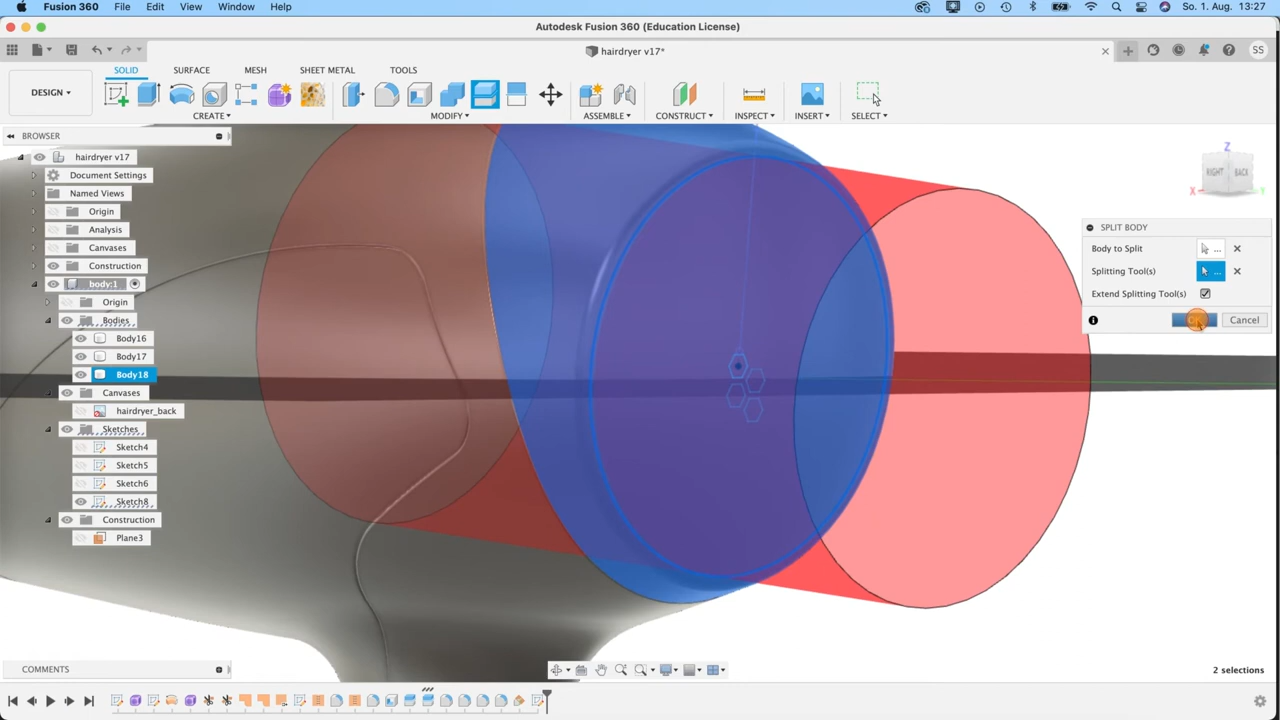 Fusion 360 File Edit View Window Help So. 1. Aug. 13:27
Autodesk Fusion 360 (Education License)
hairdryer v17*
SS
DESIGN
SOLID SURFACE MESH SHEET METAL TOOLS
CREATE MODIFY ASSEMBLE CONSTRUCT INSPECT INSERT SELECT
BROWSER
hairdryer v17
Document Settings
Named Views
Origin
Analysis
Canvases
Construction
body:1
Origin
Bodies
Body16
Body17
Body18
Canvases
hairdryer_back
Sketches
Sketch4
Sketch5
Sketch6
Sketch8
Construction
Plane3
Z
RIGHT BACK
X Y
SPLIT BODY
Body to Split ...
Splitting Tool(s) ...
Extend Splitting Tool(s)
Cancel
COMMENTS
2 selections